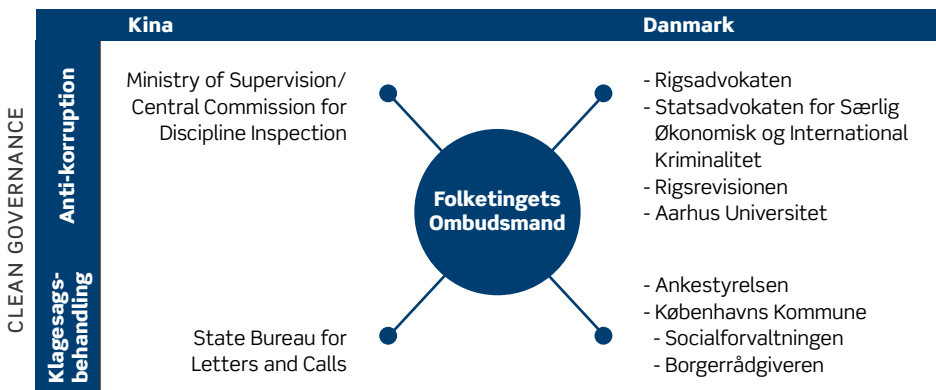 Kina
Danmark
CLEAN GOVERNANCE
Anti-korruption
Ministry of Supervision/
Central Commission for
Discipline Inspection
Folketingets
Ombudsmand
- Rigsadvokaten
- Statsadvokaten for Særlig
Økonomisk og International
Kriminalitet
- Rigsrevisionen
- Aarhus Universitet
Klagesags-
behandling
State Bureau for
Letters and Calls
- Ankestyrelsen
- Københavns Kommune
- Socialforvaltningen
- Borgerrådgiveren